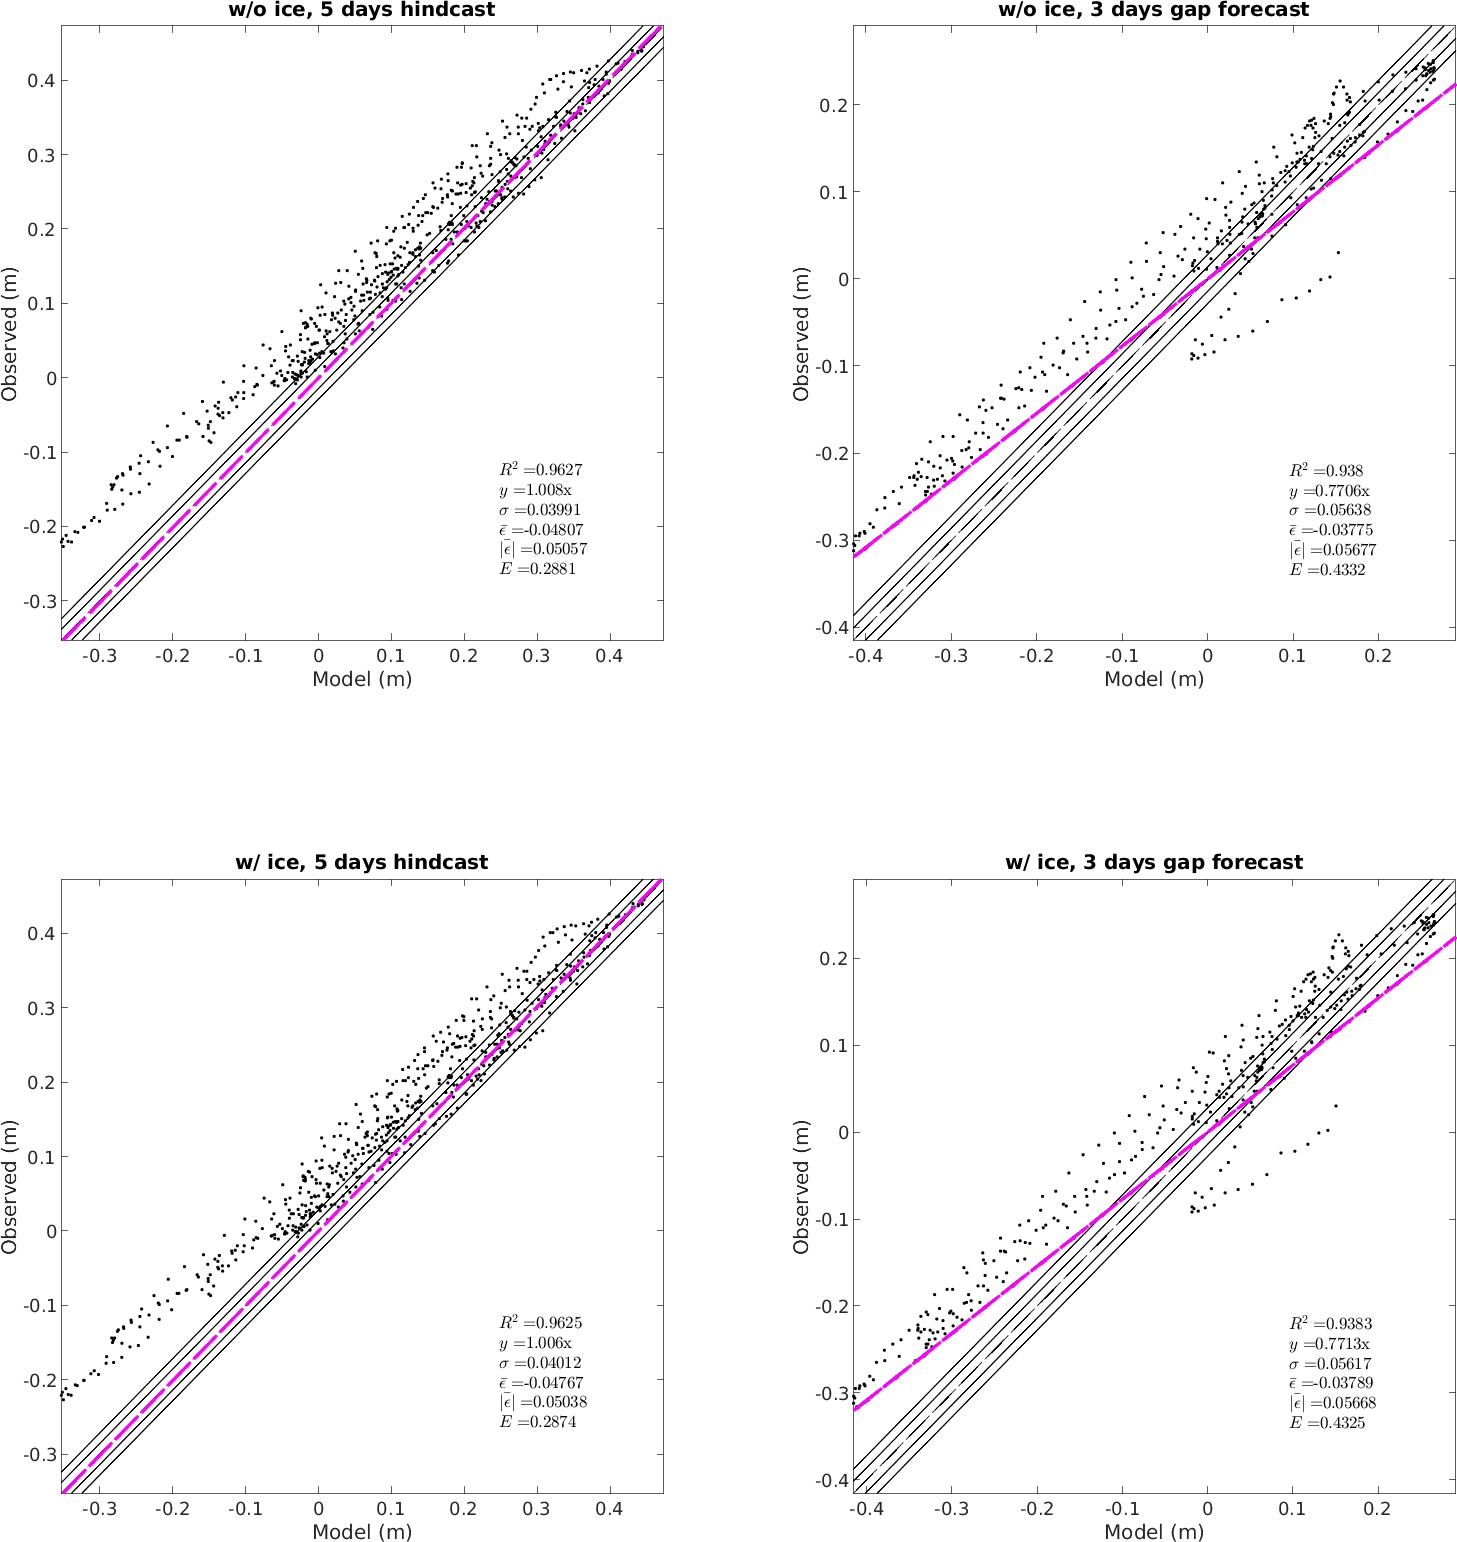 w/o ice, 5 days hindcast
0.4
0.3
0.2
0.1
0
-0.1
-0.2
-0.3
Observed (m)
R² =0.9627
y =1.008x
σ =0.03991
ϵ̄ =-0.04807
|ϵ̄| =0.05057
E =0.2881
-0.3 -0.2 -0.1 0 0.1 0.2 0.3 0.4
Model (m)
w/o ice, 3 days gap forecast
0.2
0.1
0
-0.1
-0.2
-0.3
-0.4
Observed (m)
R² =0.938
y =0.7706x
σ =0.05638
ϵ̄ =-0.03775
|ϵ̄| =0.05677
E =0.4332
-0.4 -0.3 -0.2 -0.1 0 0.1 0.2
Model (m)
w/ ice, 5 days hindcast
0.4
0.3
0.2
0.1
0
-0.1
-0.2
-0.3
Observed (m)
R² =0.9625
y =1.006x
σ =0.04012
ϵ̄ =-0.04767
|ϵ̄| =0.05038
E =0.2874
-0.3 -0.2 -0.1 0 0.1 0.2 0.3 0.4
Model (m)
w/ ice, 3 days gap forecast
0.2
0.1
0
-0.1
-0.2
-0.3
-0.4
Observed (m)
R² =0.9383
y =0.7713x
σ =0.05617
ϵ̄ =-0.03789
|ϵ̄| =0.05668
E =0.4325
-0.4 -0.3 -0.2 -0.1 0 0.1 0.2
Model (m)